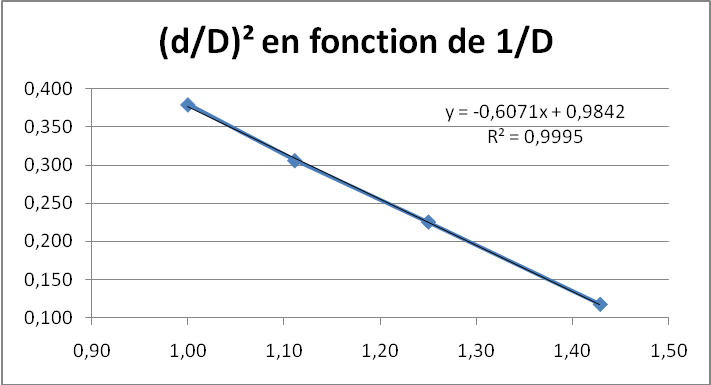 (d/D)² en fonction de 1/D
0,400
0,350
0,300
0,250
0,200
0,150
0,100
y = -0,6071x + 0,9842
R² = 0,9995
0,90 1,00 1,10 1,20 1,30 1,40 1,50